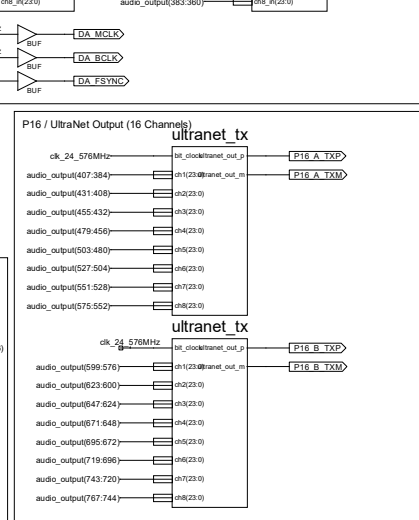 ch8_in(23:0)
audio_output(383:360)
ch8_in(23:0)
BUF
DA_MCLK
BUF
DA_BCLK
BUF
DA_FSYNC
P16 / UltraNet Output (16 Channels)
ultranet_tx
clk_24_576MHz
bit_clock
ultranet_out_p
P16_A_TXP
audio_output(407:384)
ch1(23:0)
ultranet_out_m
P16_A_TXM
audio_output(431:408)
ch2(23:0)
audio_output(455:432)
ch3(23:0)
audio_output(479:456)
ch4(23:0)
audio_output(503:480)
ch5(23:0)
audio_output(527:504)
ch6(23:0)
audio_output(551:528)
ch7(23:0)
audio_output(575:552)
ch8(23:0)
ultranet_tx
clk_24_576MHz
bit_clock
ultranet_out_p
P16_B_TXP
audio_output(599:576)
ch1(23:0)
ultranet_out_m
P16_B_TXM
audio_output(623:600)
ch2(23:0)
audio_output(647:624)
ch3(23:0)
audio_output(671:648)
ch4(23:0)
audio_output(695:672)
ch5(23:0)
audio_output(719:696)
ch6(23:0)
audio_output(743:720)
ch7(23:0)
audio_output(767:744)
ch8(23:0)